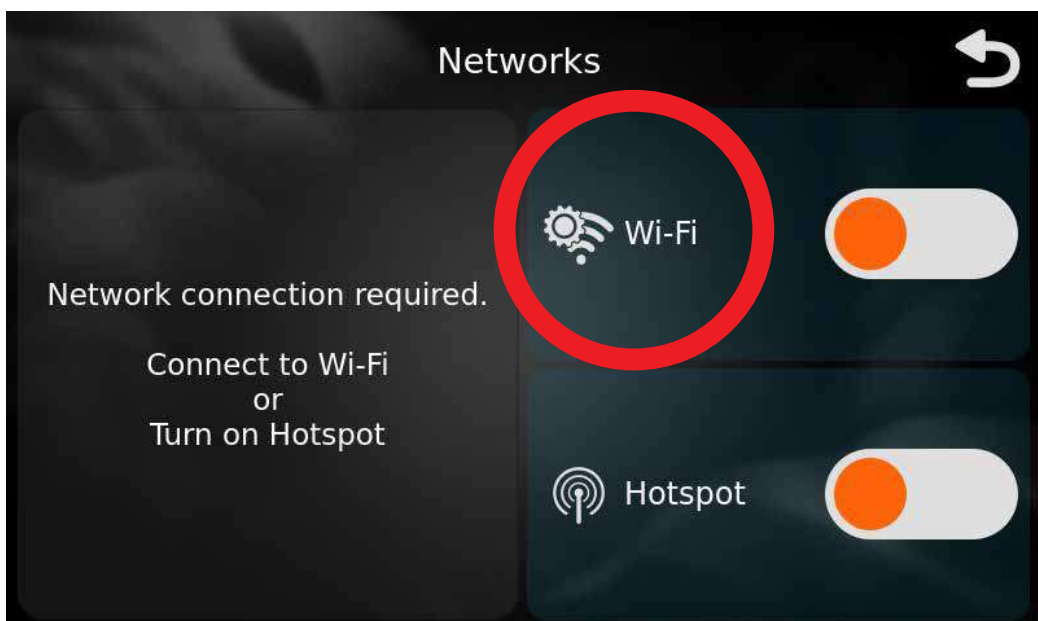 Networks
Network connection required.
Connect to Wi-Fi
or
Turn on Hotspot
Wi-Fi
Hotspot